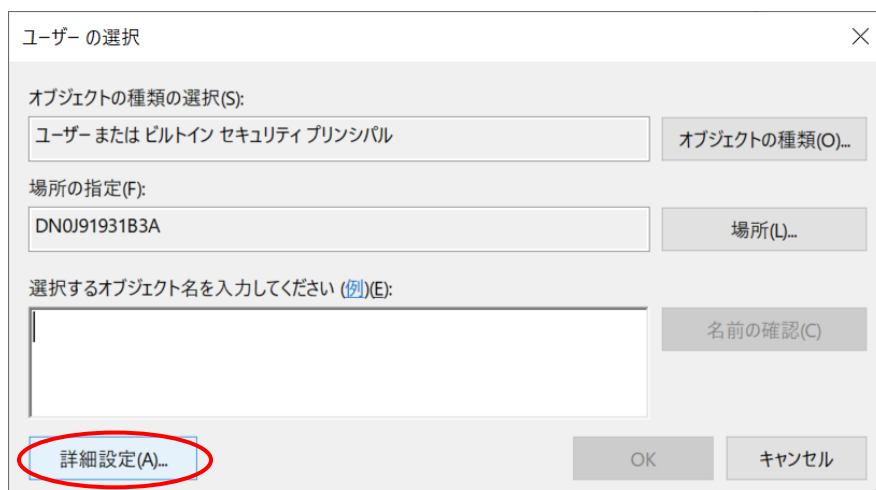 ユーザー の選択
オブジェクトの種類の選択(S):
ユーザー または ビルトイン セキュリティ プリンシパル
オブジェクトの種類(O)...
場所の指定(F):
DN0J91931B3A
場所(L)...
選択するオブジェクト名を入力してください (例)(E):
名前の確認(C)
詳細設定(A)...
OK
キャンセル